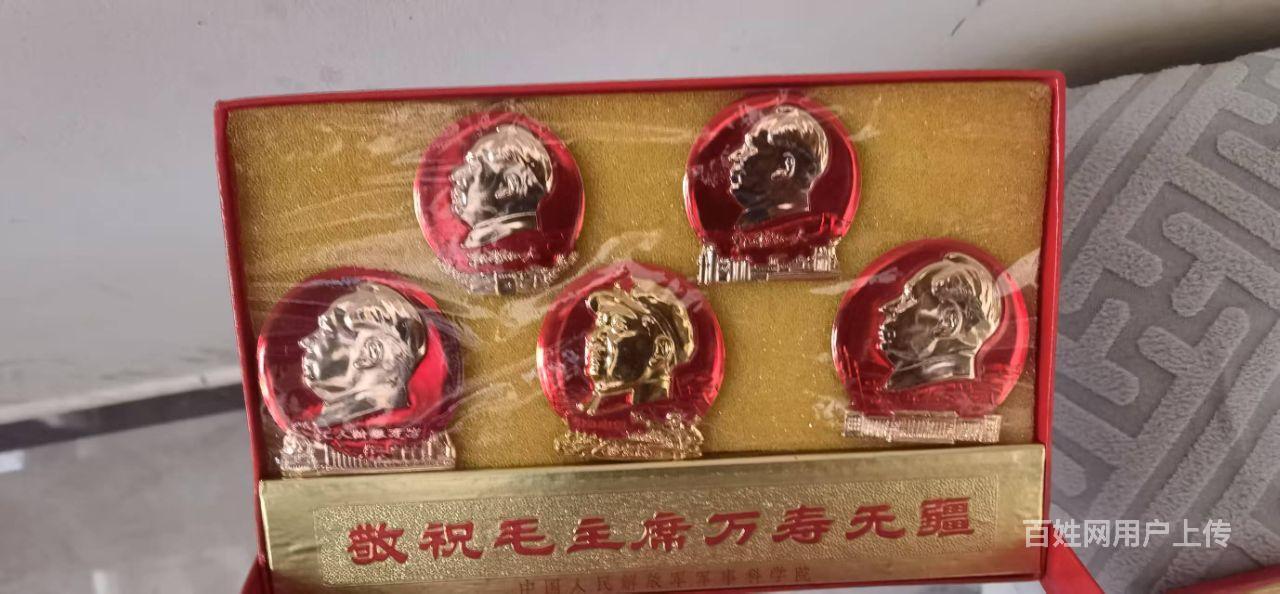 敬祝毛主席万寿无疆
中国人民解放军军事科学院
百姓网用户上传